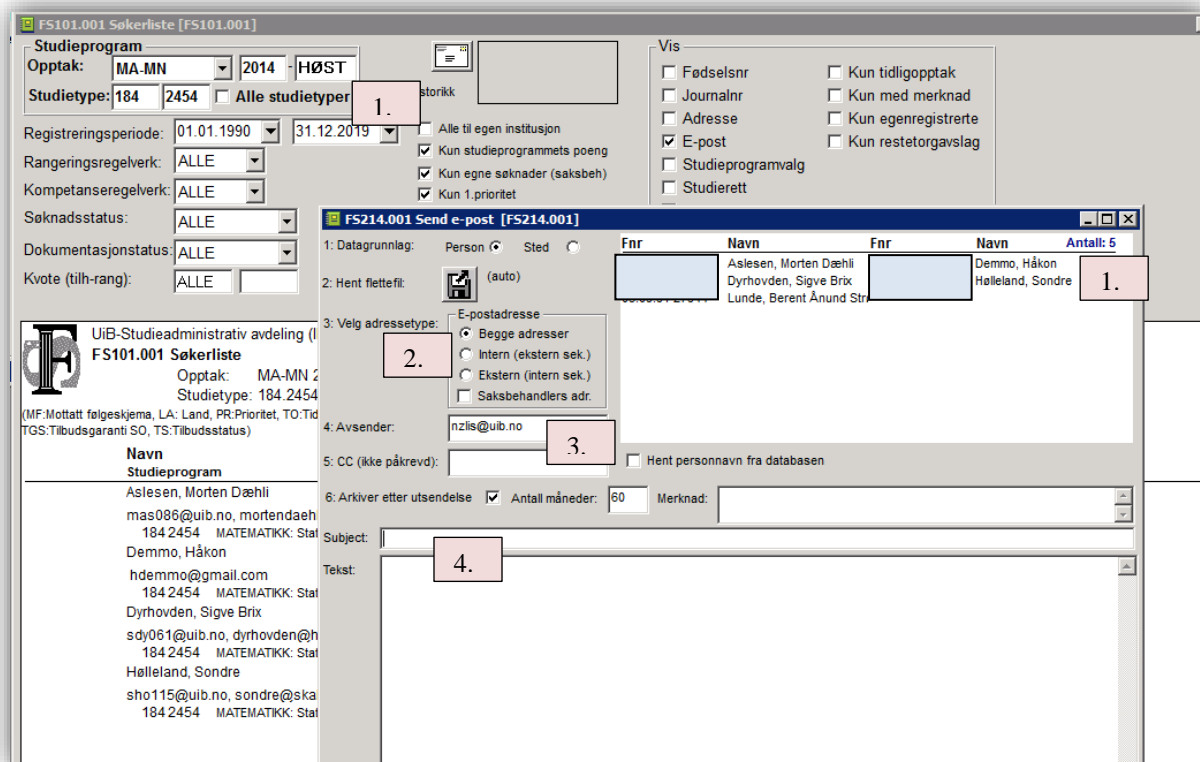 FS101.001 Søkerliste [FS101.001]
Studieprogram
Opptak: MA-MN 2014 - HØST
Studietype: 184 2454 Alle studietyper
1.
storikk
Registreringsperiode: 01.01.1990 31.12.2019
Rangeringsregelverk: ALLE
Kompetanseregelverk: ALLE
Søknadsstatus: ALLE
Dokumentasjonstatus: ALLE
Kvote (tilh-rang): ALLE
Alle til egen institusjon
Kun studieprogrammets poeng
Kun egne søknader (saksbeh)
Kun 1.prioritet
Vis
Fødselsnr
Journalnr
Adresse
E-post
Studieprogramvalg
Studierett
Kun tidligopptak
Kun med merknad
Kun egenregistrerte
Kun restetorgavslag
UiB-Studieadministrativ avdeling
FS101.001 Søkerliste
Opptak: MA-MN
Studietype: 184.2454
(MF:Mottatt følgeskjema, LA: Land, PR:Prioritet,
TGS:Tilbudsgaranti SO, TS:Tilbudsstatus)
Navn
Studieprogram
Aslesen, Morten Dæhli
mas086@uib.no, mortendaehl
184 2454 MATEMATIKK: Stat
Demmo, Håkon
hdemmo@gmail.com
184 2454 MATEMATIKK: Stat
Dyrhovden, Sigve Brix
sdy061@uib.no, dyrhovden@h
184 2454 MATEMATIKK: Stat
Hølleland, Sondre
sho115@uib.no, sondre@ska
184 2454 MATEMATIKK: Stat
FS214.001 Send e-post [FS214.001]
1: Datagrunnlag: Person Sted
2: Hent flettefil: (auto)
3: Velg adressetype:
E-postadresse
Begge adresser
Intern (ekstern sek.)
Ekstern (intern sek.)
Saksbehandlers adr.
2.
4: Avsender: nzlis@uib.no
3.
5: CC (ikke påkrevd):
Fnr Navn Fnr Navn Antall: 5
Aslesen, Morten Dæhli Demmo, Håkon
Dyrhovden, Sigve Brix Hølleland, Sondre
Lunde, Berent Ånund
1.
Hent personnavn fra databasen
6: Arkiver etter utsendelse Antall måneder: 60 Merknad:
Subject:
4.
Tekst: